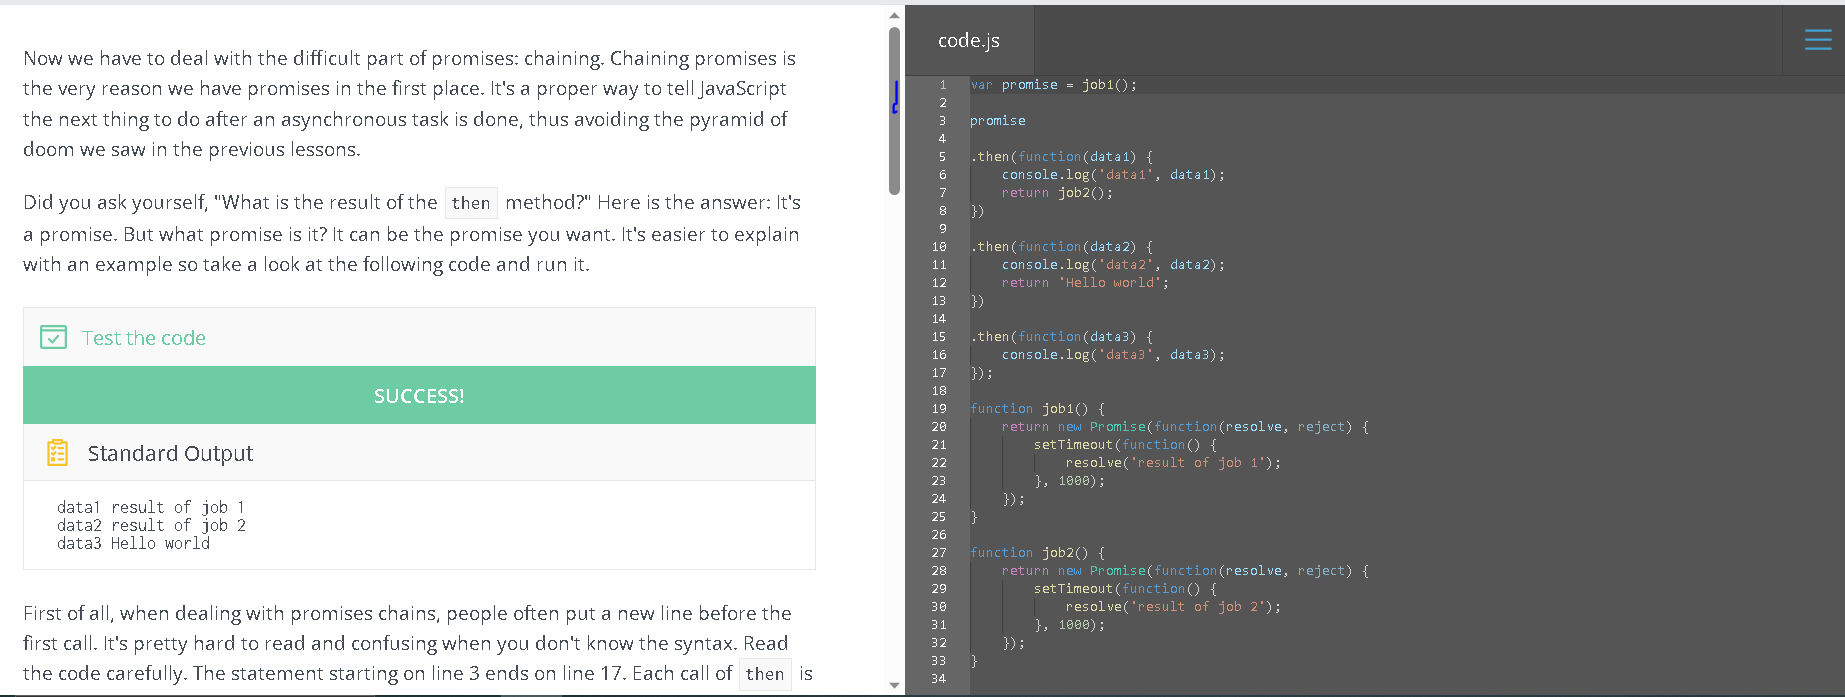 Now we have to deal with the difficult part of promises: chaining. Chaining promises is
the very reason we have promises in the first place. It's a proper way to tell JavaScript
the next thing to do after an asynchronous task is done, thus avoiding the pyramid of
doom we saw in the previous lessons.
Did you ask yourself, "What is the result of the then method?" Here is the answer: It's
a promise. But what promise is it? It can be the promise you want. It's easier to explain
with an example so take a look at the following code and run it.
Test the code
SUCCESS!
Standard Output
data1 result of job 1
data2 result of job 2
data3 Hello world
First of all, when dealing with promises chains, people often put a new line before the
first call. It's pretty hard to read and confusing when you don't know the syntax. Read
the code carefully. The statement starting on line 3 ends on line 17. Each call of then is
code.js
1 var promise = job1();
2
3 promise
4
5 .then(function(data1) {
6     console.log('data1', data1);
7     return job2();
8 })
9
10 .then(function(data2) {
11     console.log('data2', data2);
12     return 'Hello world';
13 })
14
15 .then(function(data3) {
16     console.log('data3', data3);
17 });
18
19 function job1() {
20     return new Promise(function(resolve, reject) {
21         setTimeout(function() {
22             resolve('result of job 1');
23         }, 1000);
24     });
25 }
26
27 function job2() {
28     return new Promise(function(resolve, reject) {
29         setTimeout(function() {
30             resolve('result of job 2');
31         }, 1000);
32     });
33 }
34